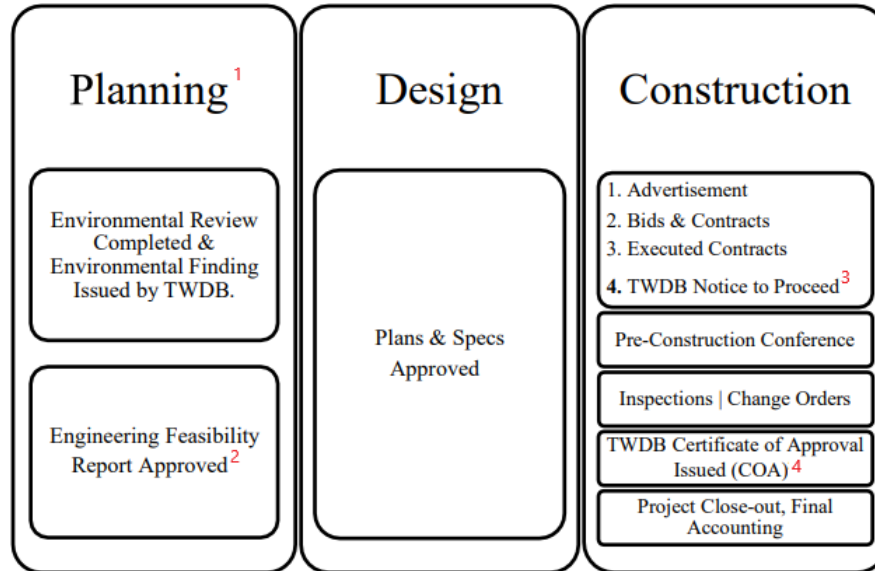 Planning 1
Environmental Review
Completed &
Environmental Finding
Issued by TWDB.
Engineering Feasibility
Report Approved 2
Design
Plans & Specs
Approved
Construction
1. Advertisement
2. Bids & Contracts
3. Executed Contracts
4. TWDB Notice to Proceed 3
Pre-Construction Conference
Inspections | Change Orders
TWDB Certificate of Approval
Issued (COA) 4
Project Close-out, Final
Accounting